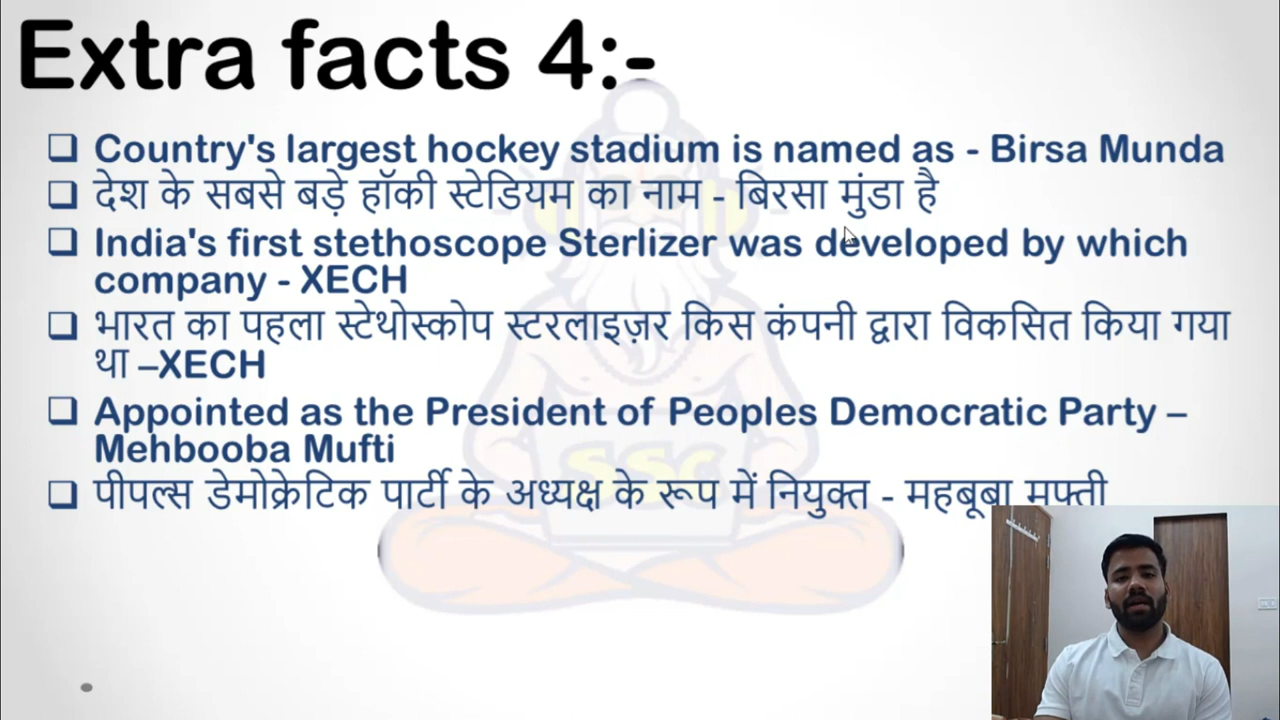 Extra facts 4:-
Country's largest hockey stadium is named as - Birsa Munda
देश के सबसे बड़े हॉकी स्टेडियम का नाम - बिरसा मुंडा है
India's first stethoscope Sterlizer was developed by which
company - XECH
भारत का पहला स्टेथोस्कोप स्टरलाइज़र किस कंपनी द्वारा विकसित किया गया
था –XECH
Appointed as the President of Peoples Democratic Party –
Mehbooba Mufti
पीपल्स डेमोक्रेटिक पार्टी के अध्यक्ष के रूप में नियुक्त - महबूबा मुफ्ती
SSC